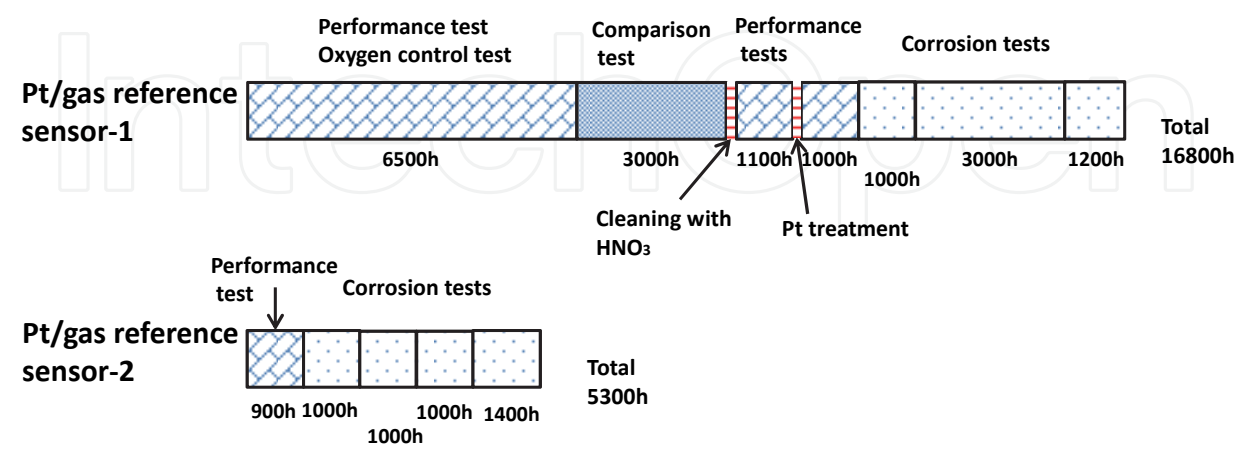 Performance test
Oxygen control test
Comparison
test
Performance
tests
Corrosion tests
Pt/gas reference
sensor-1
6500h
3000h
1100h
1000h
1000h
3000h
1200h
Total
16800h
Cleaning with
HNO₃
Pt treatment
Performance
test
Corrosion tests
Pt/gas reference
sensor-2
900h
1000h
1000h
1000h
1400h
Total
5300h
IntechOpen